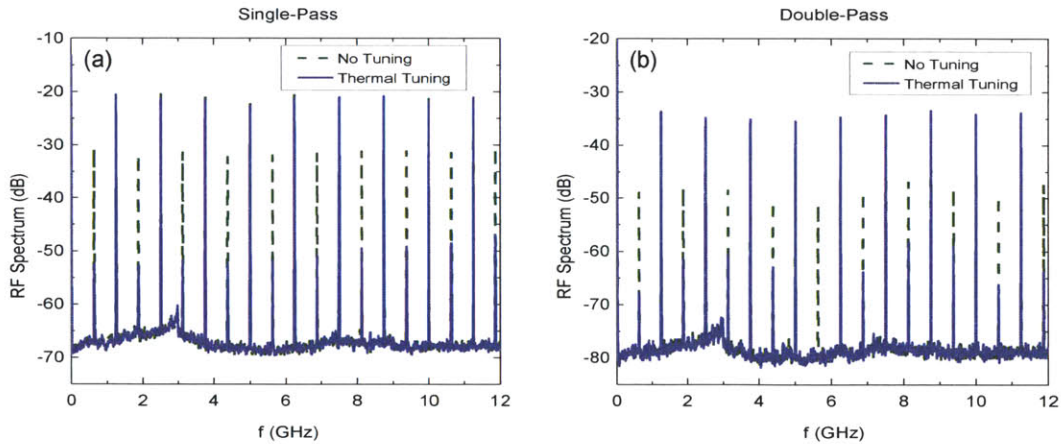 Single-Pass
(a)
No Tuning
Thermal Tuning
-10
-20
-30
-40
-50
-60
-70
RF Spectrum (dB)
0 2 4 6 8 10 12
f (GHz)
Double-Pass
(b)
No Tuning
Thermal Tuning
-20
-30
-40
-50
-60
-70
-80
RF Spectrum (dB)
0 2 4 6 8 10 12
f (GHz)